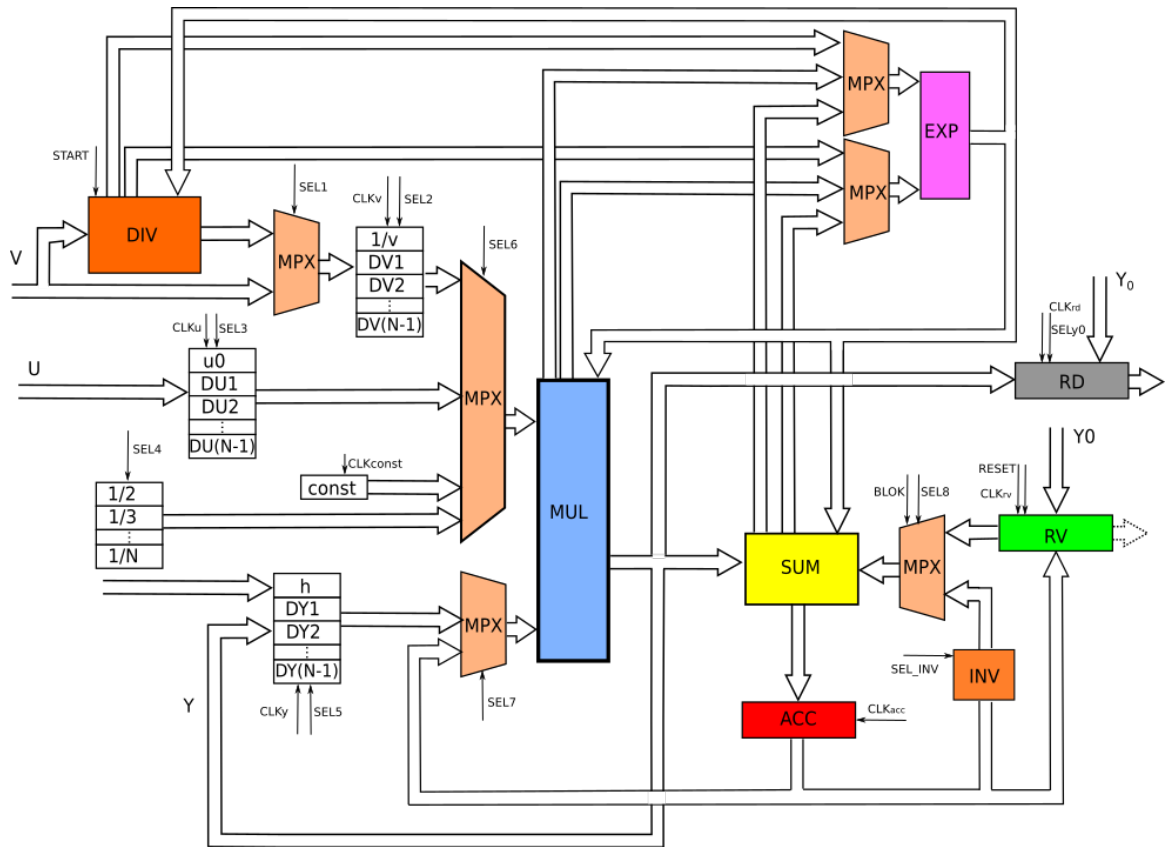 MPX
EXP
START
SEL1
CLKv
SEL2
MPX
DIV
1/v
SEL6
V
MPX
DV1
DV2
Y0
CLKrd
DV(N-1)
SELy0
CLKu
SEL3
U
u0
DU1
RD
DU2
MPX
DU(N-1)
Y0
SEL4
CLKconst
RESET
1/2
const
BLOK
SEL8
CLKrv
1/3
MUL
RV
1/N
SUM
MPX
h
DY1
DY2
MPX
DY(N-1)
SEL_INV
INV
Y
CLKy
SEL5
SEL7
ACC
CLKacc